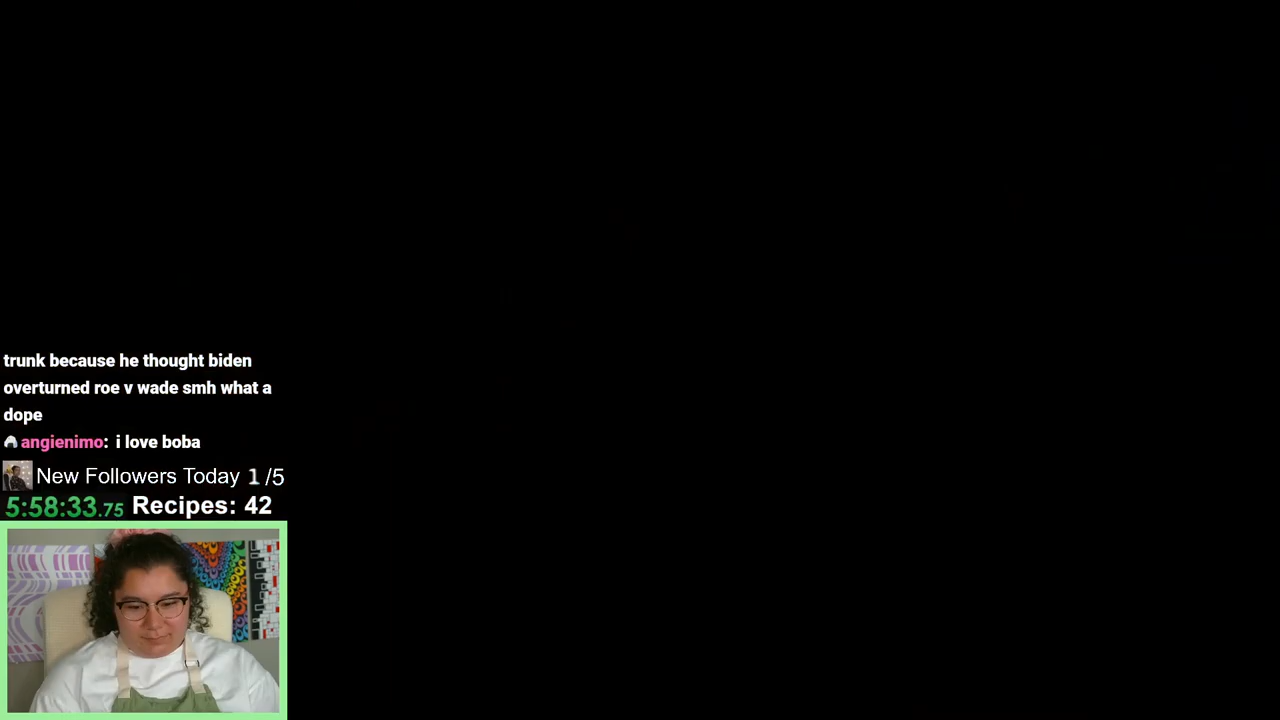 trunk because he thought biden
overturned roe v wade smh what a
dope
angienimo: i love boba
New Followers Today 1/5
5:58:33.75 Recipes: 42